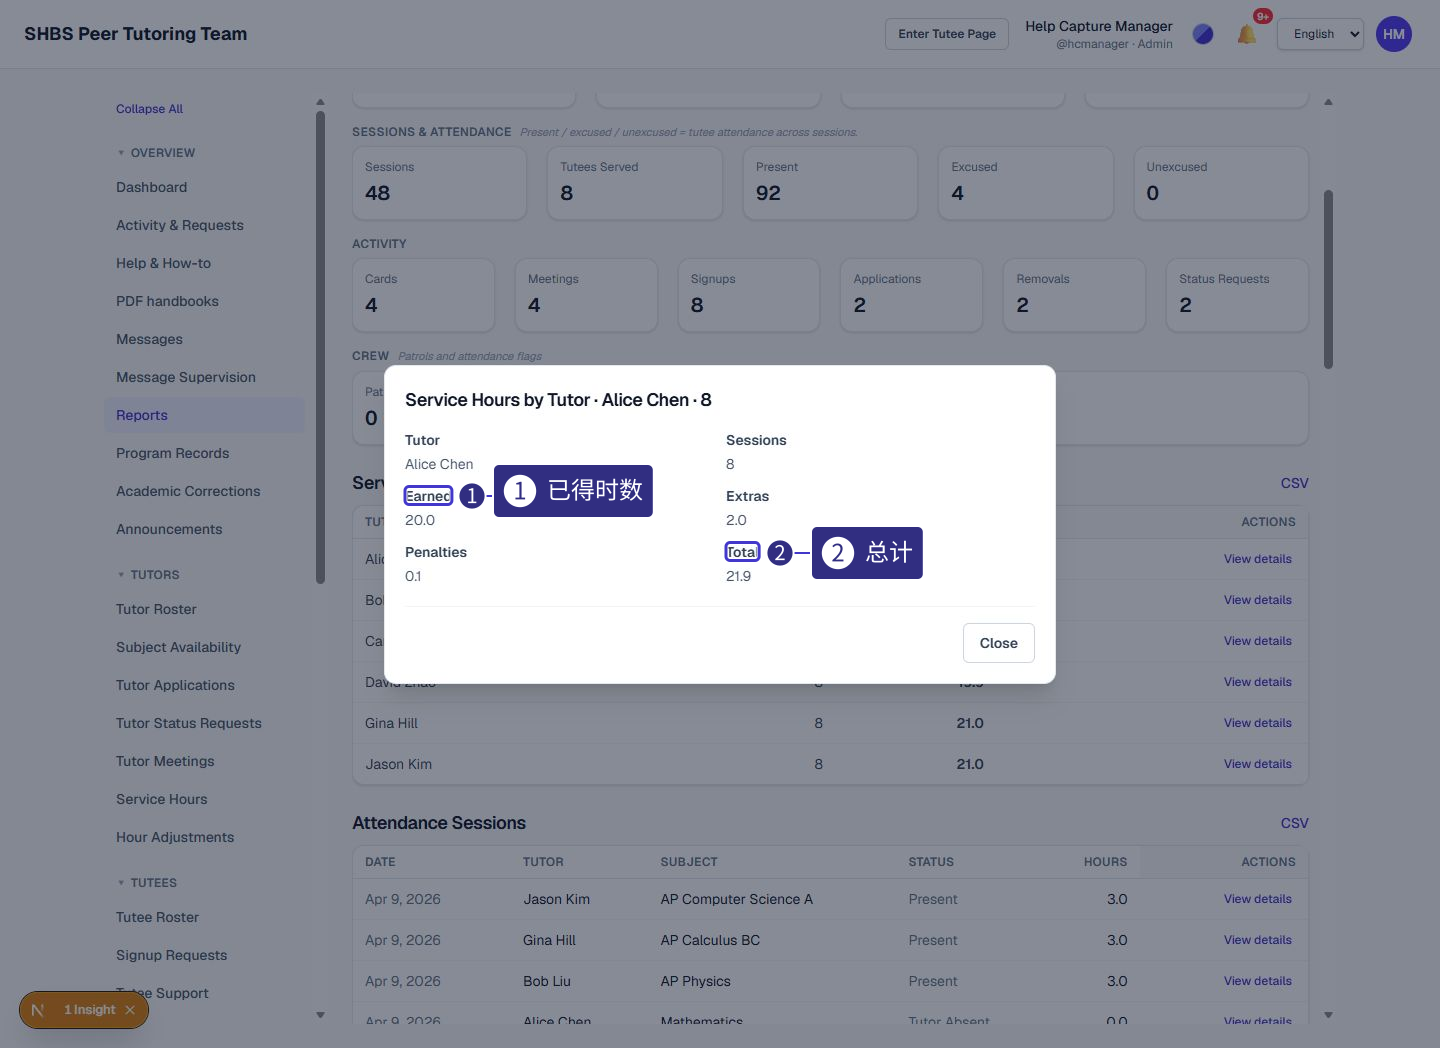 SHBS Peer Tutoring Team
Enter Tutee Page
Help Capture Manager
@hcmanager · Admin
9+
English
HM
Collapse All
OVERVIEW
Dashboard
Activity & Requests
Help & How-to
PDF handbooks
Messages
Message Supervision
Reports
Program Records
Academic Corrections
Announcements
TUTORS
Tutor Roster
Subject Availability
Tutor Applications
Tutor Status Requests
Tutor Meetings
Service Hours
Hour Adjustments
TUTEES
Tutee Roster
Signup Requests
Tutee Support
1 Insight
SESSIONS & ATTENDANCE Present / excused / unexcused = tutee attendance across sessions.
Sessions
48
Tutees Served
8
Present
92
Excused
4
Unexcused
0
ACTIVITY
Cards
4
Meetings
4
Signups
8
Applications
2
Removals
2
Status Requests
2
CREW Patrols and attendance flags
0
Service Hours by Tutor · Alice Chen · 8
Tutor
Alice Chen
Sessions
8
Earned
1 1 已得时数
20.0
Extras
2.0
Penalties
0.1
Total
2 2 总计
21.9
Close
CSV
ACTIONS
View details
View details
View details
David Zhao View details
Gina Hill 8 21.0 View details
Jason Kim 8 21.0 View details
Attendance Sessions CSV
DATE TUTOR SUBJECT STATUS HOURS ACTIONS
Apr 9, 2026 Jason Kim AP Computer Science A Present 3.0 View details
Apr 9, 2026 Gina Hill AP Calculus BC Present 3.0 View details
Apr 9, 2026 Bob Liu AP Physics Present 3.0 View details
Apr 9, 2026 Alice Chen Mathematics Tutor Absent 0.0 View details